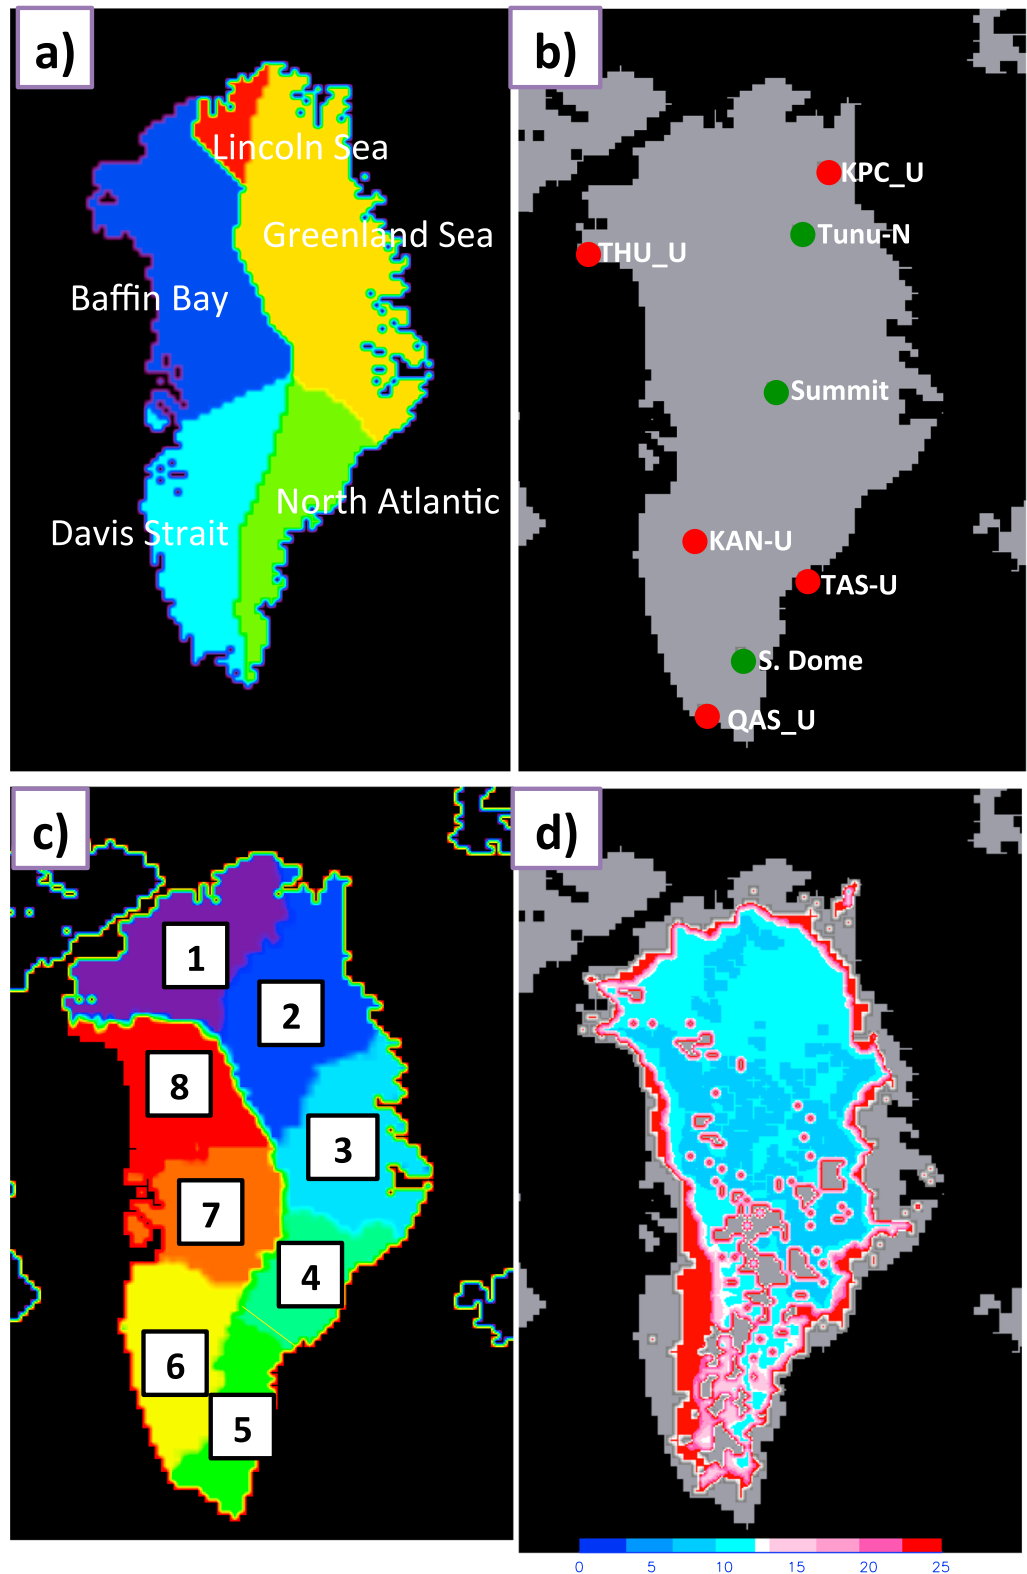 a)
Lincoln Sea
Greenland Sea
Baffin Bay
North Atlantic
Davis Strait
b)
KPC_U
Tunu-N
THU_U
Summit
KAN-U
TAS-U
S. Dome
QAS_U
c)
1
2
8
3
7
4
6
5
d)
0 5 10 15 20 25